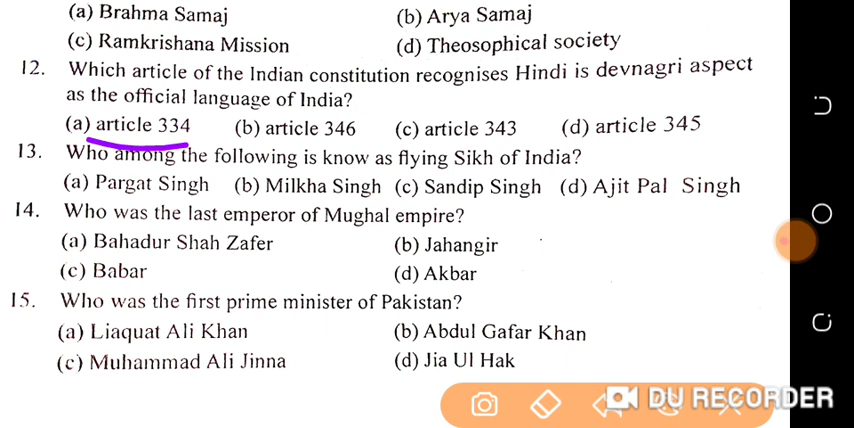 (a) Brahma Samaj (b) Arya Samaj
(c) Ramkrishana Mission (d) Theosophical society
12. Which article of the Indian constitution recognises Hindi is devnagri aspect
as the official language of India?
(a) article 334 (b) article 346 (c) article 343 (d) article 345
13. Who among the following is know as flying Sikh of India?
(a) Pargat Singh (b) Milkha Singh (c) Sandip Singh (d) Ajit Pal Singh
14. Who was the last emperor of Mughal empire?
(a) Bahadur Shah Zafer (b) Jahangir
(c) Babar (d) Akbar
15. Who was the first prime minister of Pakistan?
(a) Liaquat Ali Khan (b) Abdul Gafar Khan
(c) Muhammad Ali Jinna (d) Jia Ul Hak
DU RECORDER